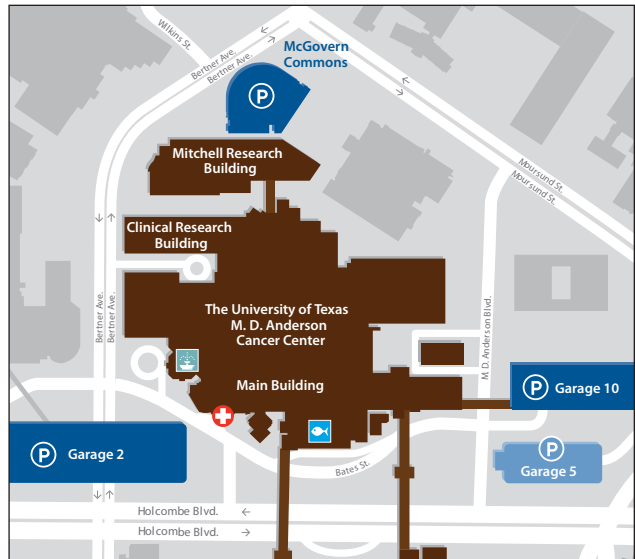 Wilkins St.
Bertner Ave.
Bertner Ave.
McGovern
Commons
P
Moursund St.
Moursund St.
Mitchell Research
Building
Clinical Research
Building
Bertner Ave.
Bertner Ave.
The University of Texas
M. D. Anderson
Cancer Center
M. D. Anderson Blvd.
Main Building
P Garage 10
P Garage 2
P
Garage 5
Bates St.
Holcombe Blvd.
Holcombe Blvd.